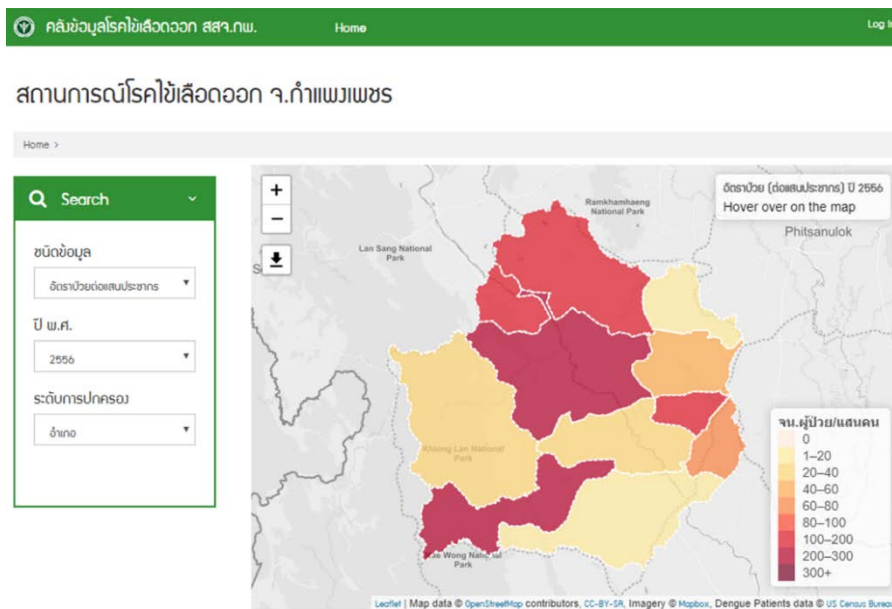 คลังข้อมูลโรคไข้เลือดออก สสจ.กพ.
Home
Log In
สถานการณ์โรคไข้เลือดออก จ.กำแพงเพชร
Home >
Search
ชนิดข้อมูล
อัตราป่วยต่อแสนประชากร
ปี พ.ศ.
2556
ระดับการปกครอง
อำเภอ
+
−
อัตราป่วย (ต่อแสนประชากร) ปี 2556
Hover over on the map
Ramkhamhaeng
National Park
Phitsanulok
Lan Sang National
Park
Khlong Lan National
Park
National
Park
จน.ผู้ป่วย/แสนคน
0
1–20
20–40
40–60
60–80
80–100
100–200
200–300
300+
Leaflet | Map data © OpenStreetMap contributors, CC-BY-SA, Imagery © Mapbox, Dengue Patients data © US Census Bureau